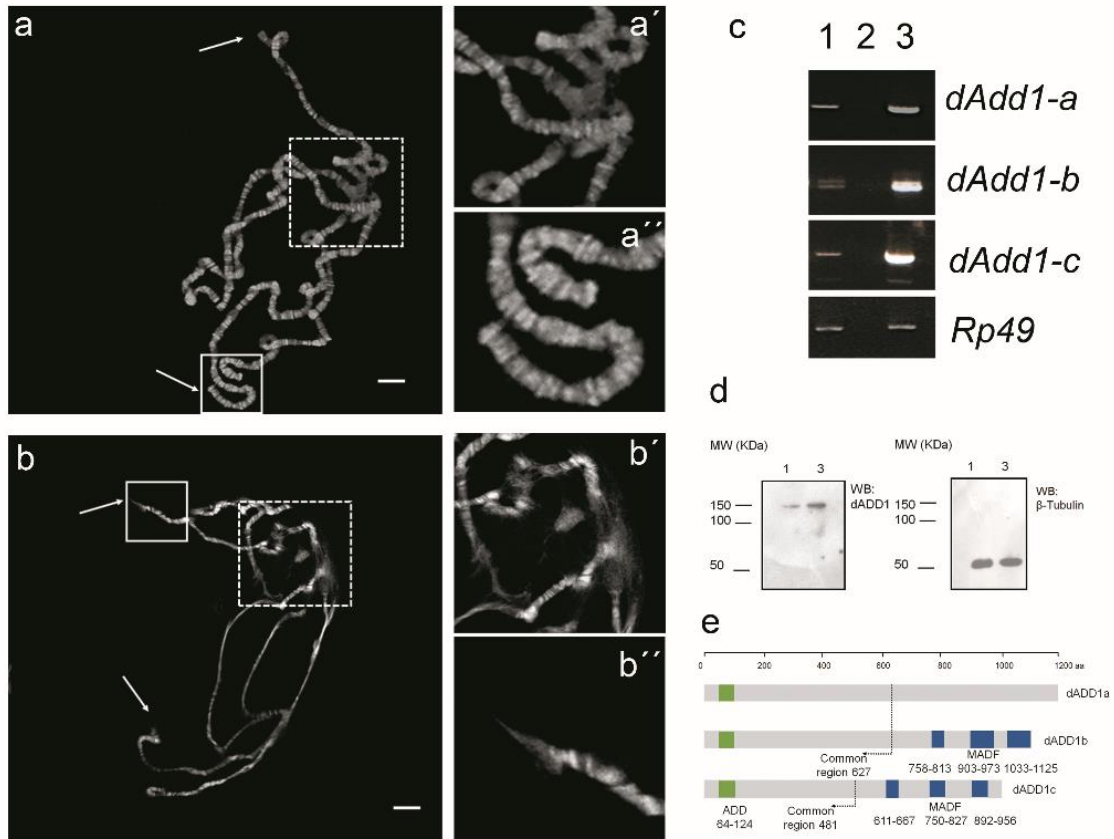 a
a´
a´´
b
b´
b´´
c
1 2 3
dAdd1-a
dAdd1-b
dAdd1-c
Rp49
d
MW (KDa)
1 3
150
100
50
WB:
dADD1
MW (KDa)
1 3
150
100
50
WB:
β-Tubulin
e
0 200 400 600 800 1000 1200 aa
dADD1a
dADD1b
Common
region 627
MADF
758-813 903-973 1033-1125
dADD1c
ADD
64-124
Common
region 481
MADF
611-667 750-827 892-956